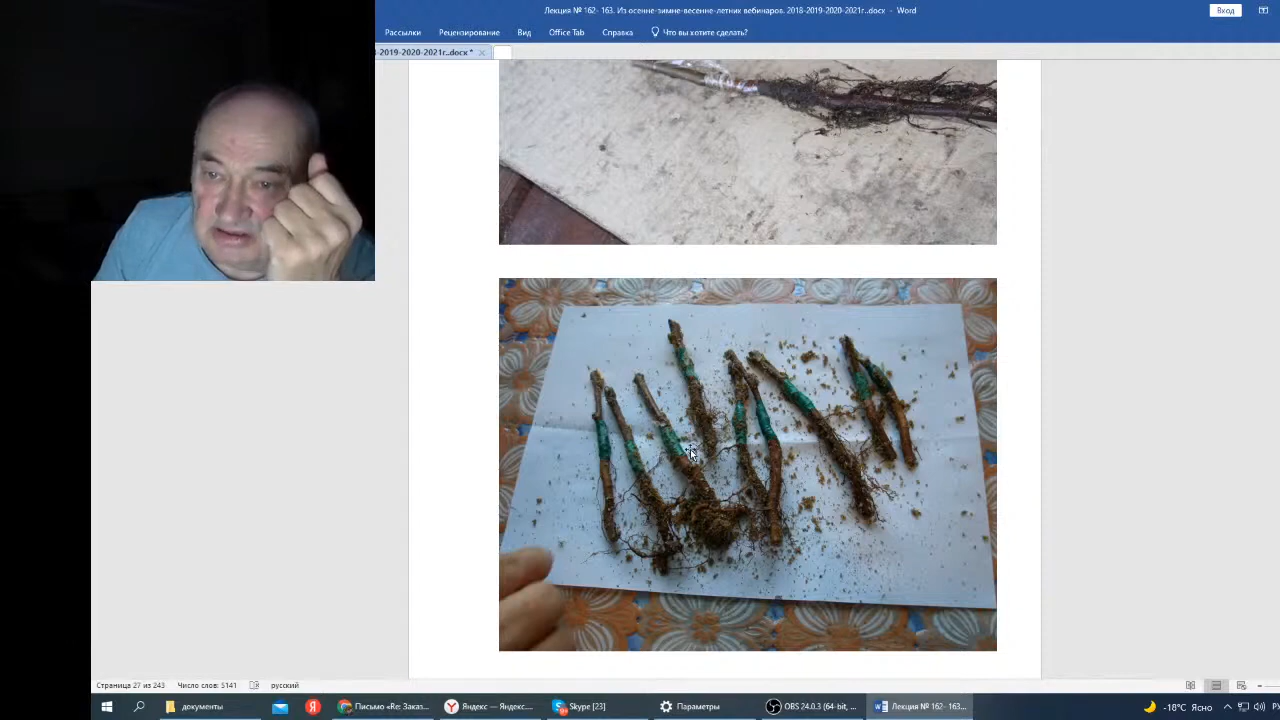 Лекция № 162- 163. Из осенне-зимне-весенне-летних вебинаров. 2018-2019-2020-2021г..docx - Word
Вход
Рассылки Рецензирование Вид Office Tab Справка Что вы хотите сделать?
-2019-2020-2021г..docx *
Страница 27 из 243 Число слов: 5141 русский
документы Письмо «Re: Заказ... Яндекс — Яндекс.... Skype [23] Параметры OBS 24.0.3 (64-bit, ... Лекция № 162- 163... -18°C Ясно
99